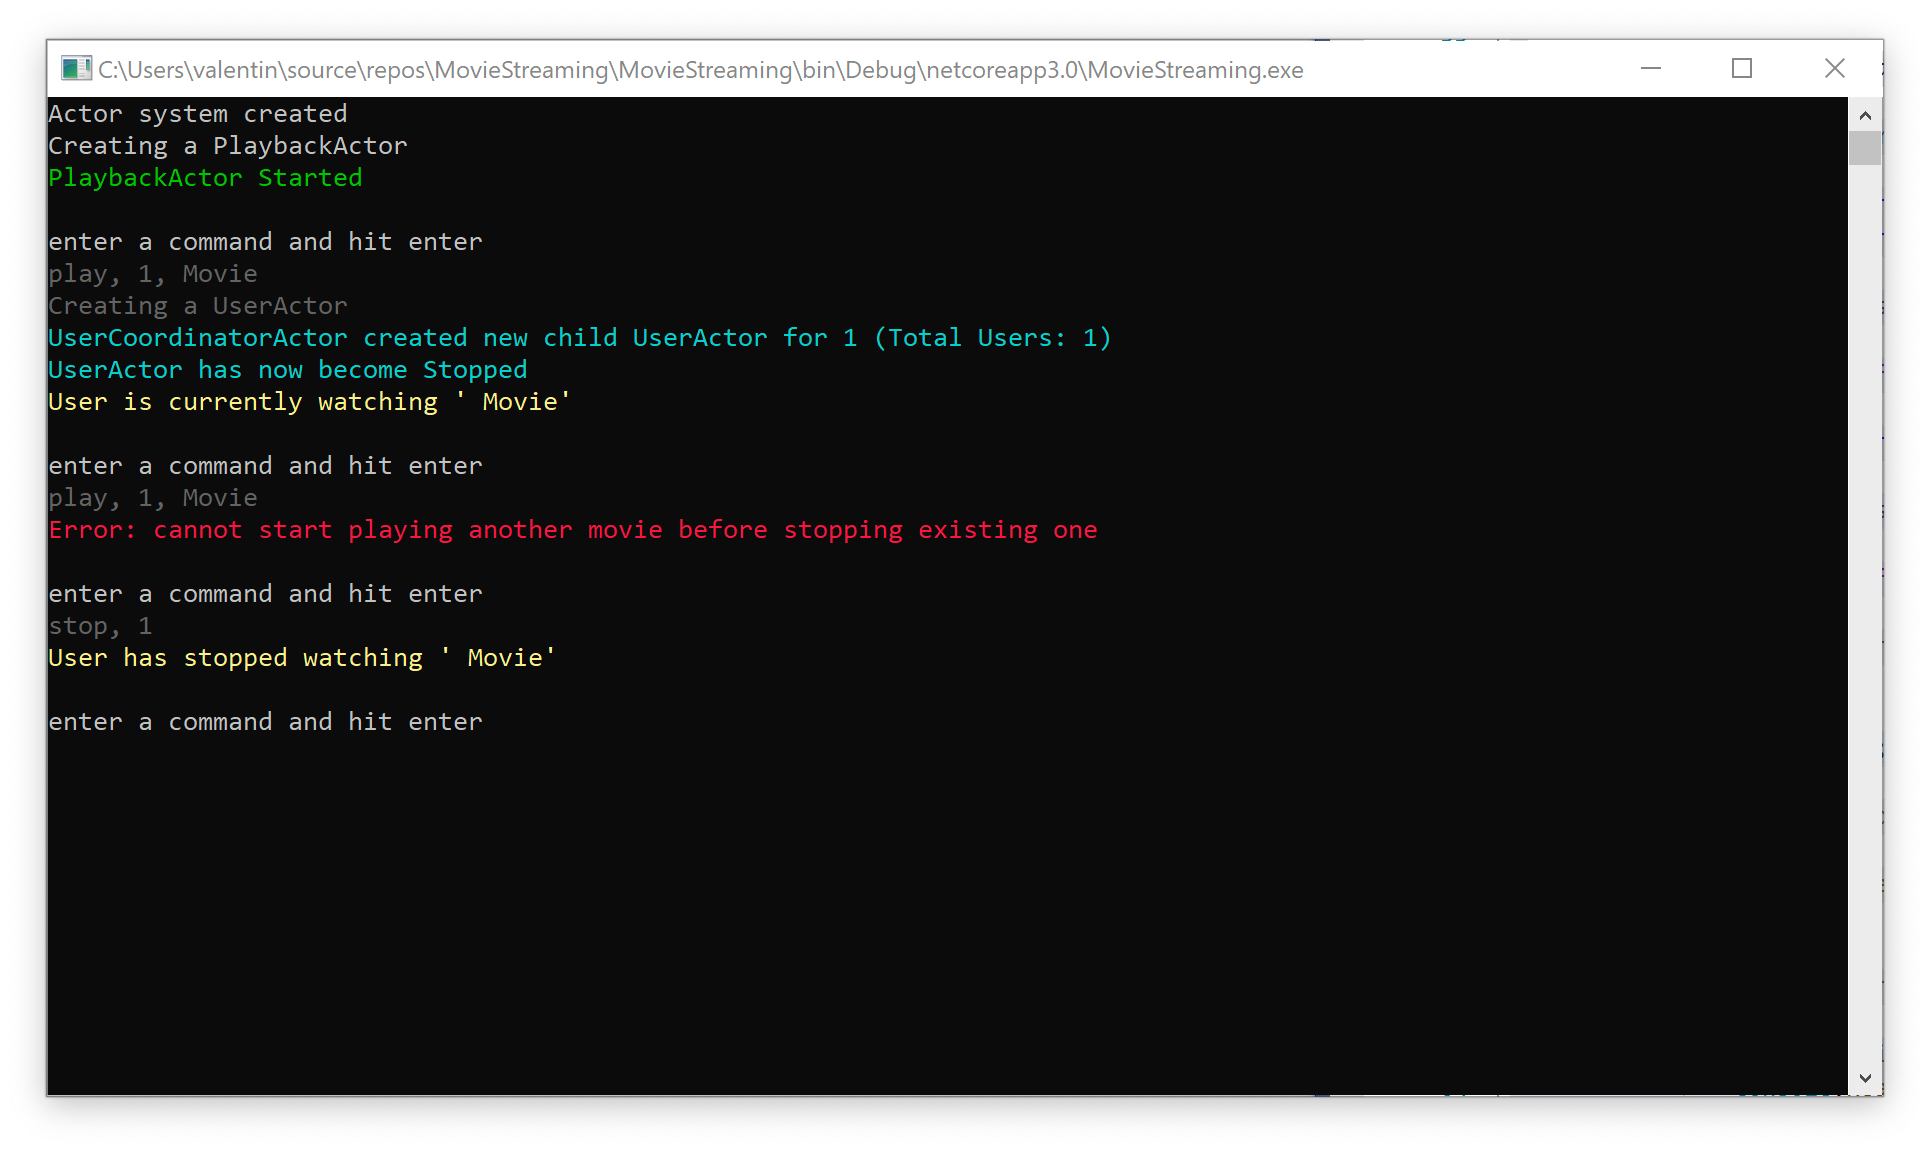 C:\Users\valentin\source\repos\MovieStreaming\MovieStreaming\bin\Debug\netcoreapp3.0\MovieStreaming.exe
Actor system created
Creating a PlaybackActor
PlaybackActor Started
enter a command and hit enter
play, 1, Movie
Creating a UserActor
UserCoordinatorActor created new child UserActor for 1 (Total Users: 1)
UserActor has now become Stopped
User is currently watching ' Movie'
enter a command and hit enter
play, 1, Movie
Error: cannot start playing another movie before stopping existing one
enter a command and hit enter
stop, 1
User has stopped watching ' Movie'
enter a command and hit enter